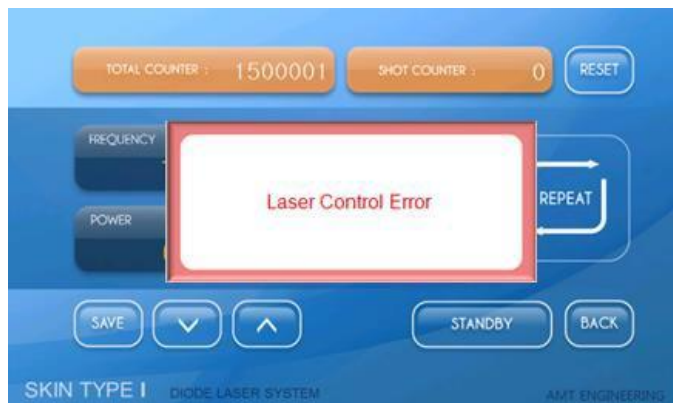 TOTAL COUNTER : 1500001 SHOT COUNTER : 0 RESET
FREQUENCY
Laser Control Error
REPEAT
POWER
SAVE STANDBY BACK
SKIN TYPE I DIODE LASER SYSTEM AMT ENGINEERING